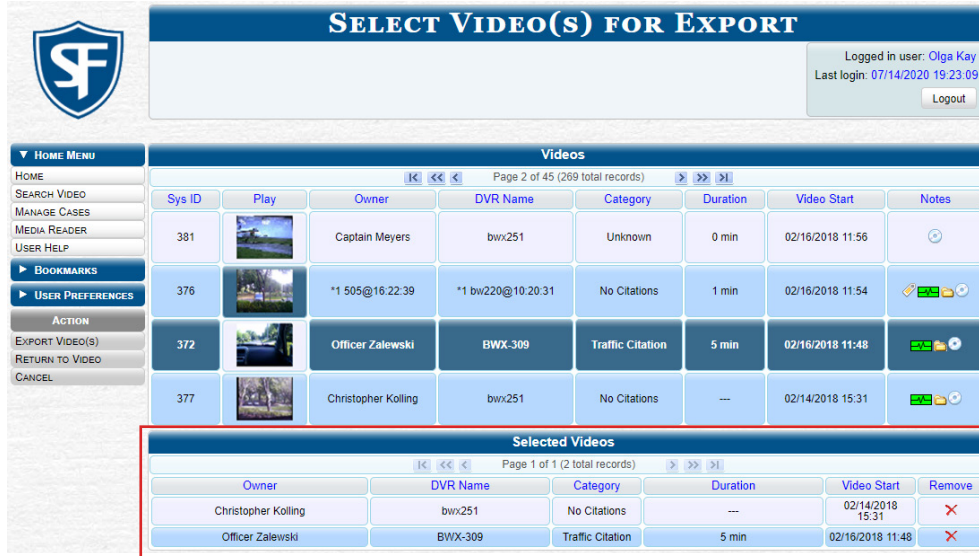 SELECT VIDEO(S) FOR EXPORT
SF
Logged in user: Olga Kay
Last login: 07/14/2020 19:23:09
Logout
HOME MENU
HOME
SEARCH VIDEO
MANAGE CASES
MEDIA READER
USER HELP
BOOKMARKS
USER PREFERENCES
ACTION
EXPORT VIDEO(S)
RETURN TO VIDEO
CANCEL
Videos
Page 2 of 45 (269 total records)
Sys ID Play Owner DVR Name Category Duration Video Start Notes
381 Captain Meyers bwx251 Unknown 0 min 02/16/2018 11:56
376 *1 505@16:22:39 *1 bw220@10:20:31 No Citations 1 min 02/16/2018 11:54
372 Officer Zalewski BWX-309 Traffic Citation 5 min 02/16/2018 11:48
377 Christopher Kolling bwx251 No Citations --- 02/14/2018 15:31
Selected Videos
Page 1 of 1 (2 total records)
Owner DVR Name Category Duration Video Start Remove
Christopher Kolling bwx251 No Citations --- 02/14/2018
15:31
Officer Zalewski BWX-309 Traffic Citation 5 min 02/16/2018 11:48